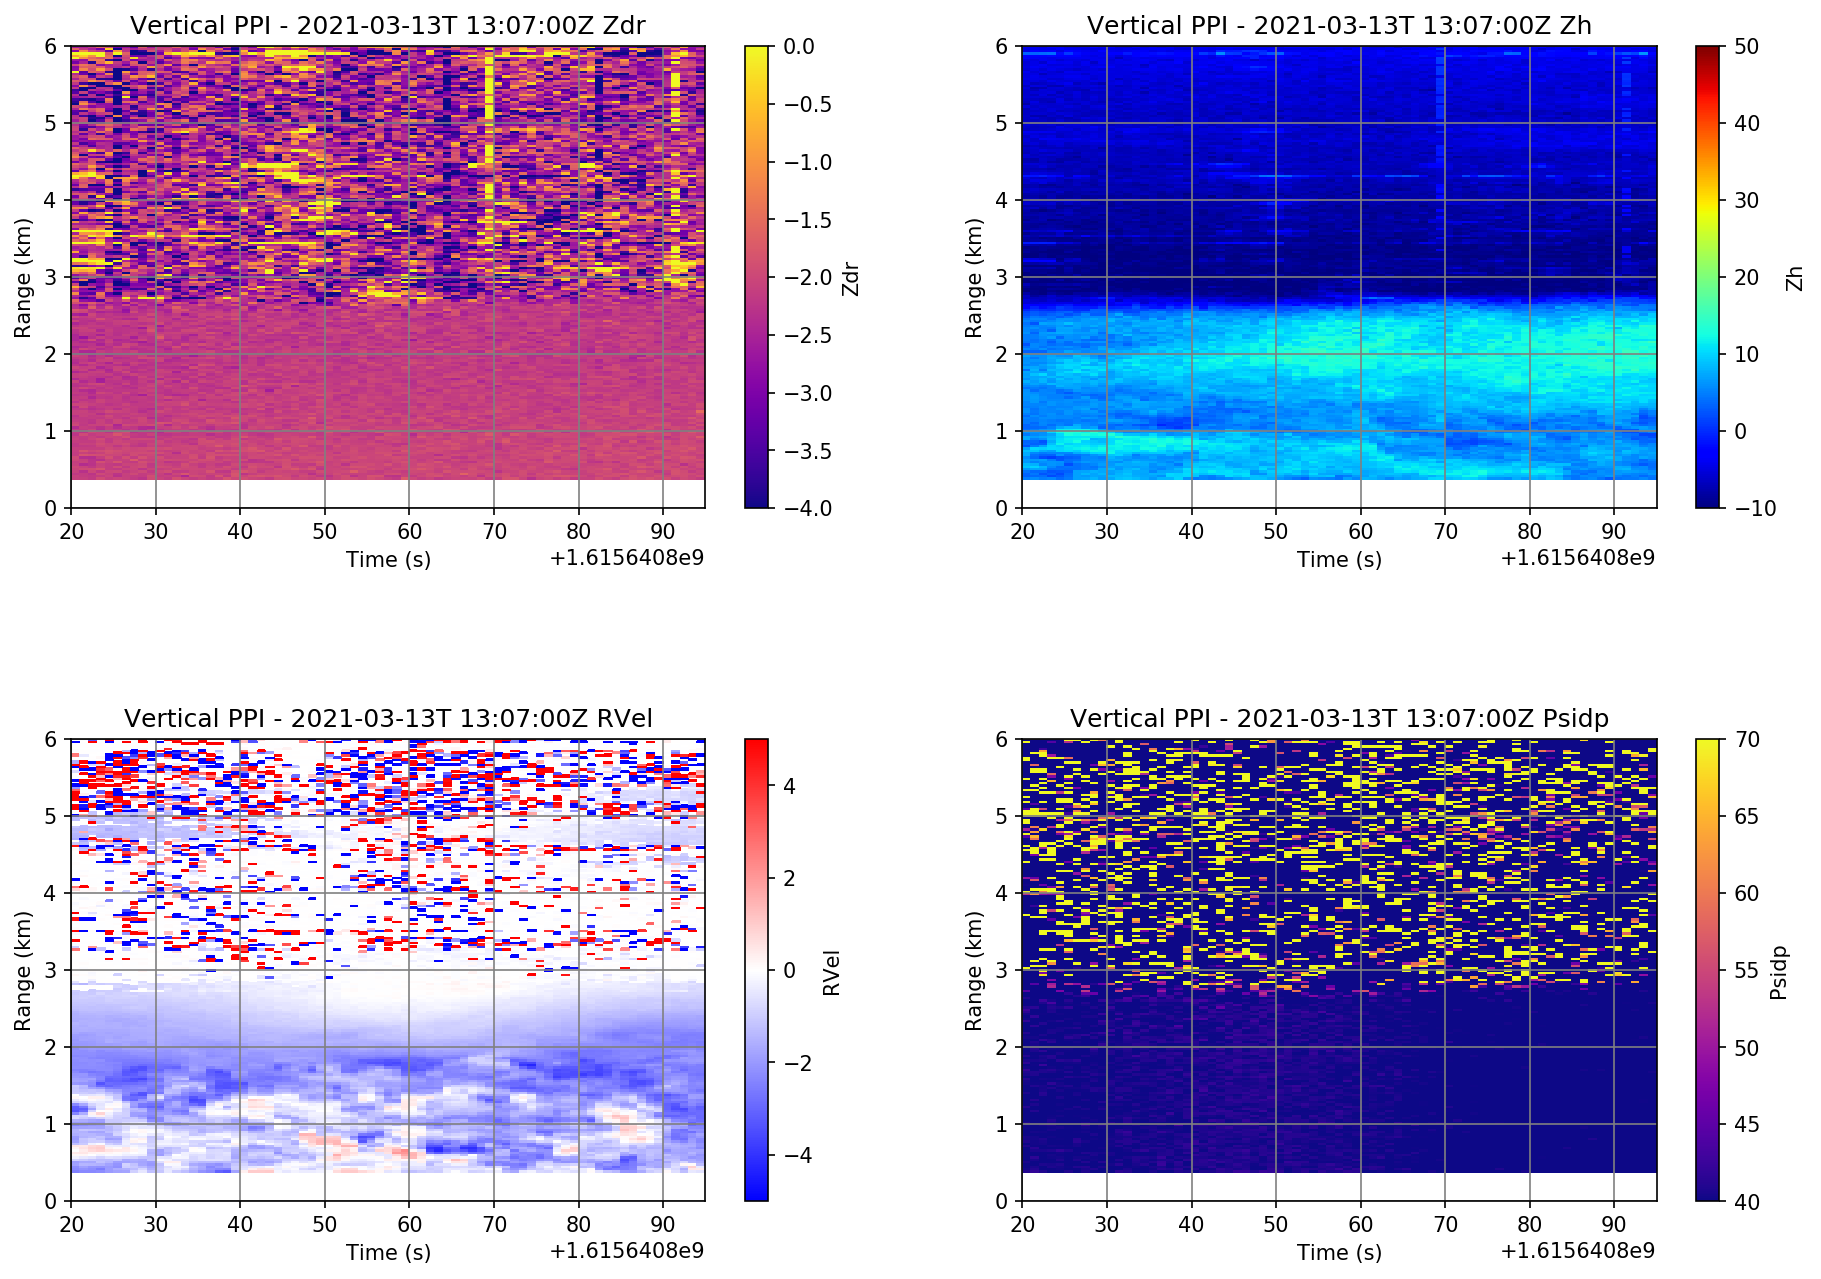 Vertical PPI - 2021-03-13T 13:07:00Z Zdr
6
5
4
3
2
1
0
Range (km)
20 30 40 50 60 70 80 90
Time (s)
+1.6156408e9
0.0
−0.5
−1.0
−1.5
−2.0
−2.5
−3.0
−3.5
−4.0
Zdr
Vertical PPI - 2021-03-13T 13:07:00Z Zh
6
5
4
3
2
1
0
Range (km)
20 30 40 50 60 70 80 90
Time (s)
+1.6156408e9
50
40
30
20
10
0
−10
Zh
Vertical PPI - 2021-03-13T 13:07:00Z RVel
6
5
4
3
2
1
0
Range (km)
20 30 40 50 60 70 80 90
Time (s)
+1.6156408e9
4
2
0
−2
−4
RVel
Vertical PPI - 2021-03-13T 13:07:00Z Psidp
6
5
4
3
2
1
0
Range (km)
20 30 40 50 60 70 80 90
Time (s)
+1.6156408e9
70
65
60
55
50
45
40
Psidp